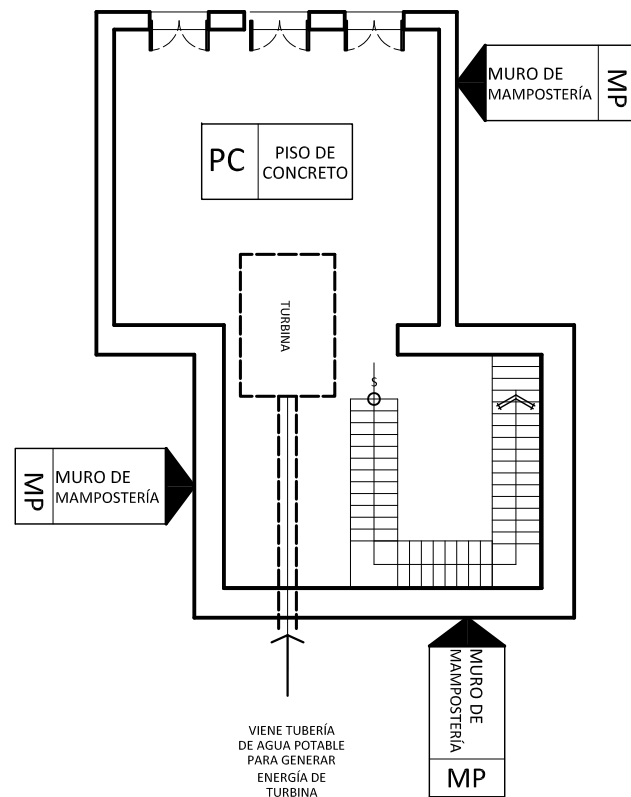 MURO DE
MAMPOSTERÍA
MP
PC
PISO DE
CONCRETO
TURBINA
S
MP
MURO DE
MAMPOSTERÍA
MURO DE
MAMPOSTERÍA
MP
VIENE TUBERÍA
DE AGUA POTABLE
PARA GENERAR
ENERGÍA DE
TURBINA